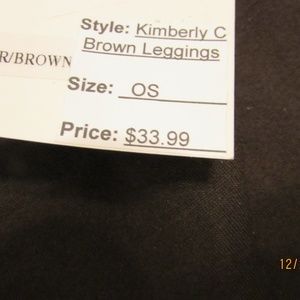 Style: Kimberly C
Brown Leggings
R/BROWN
Size: OS
Price: $33.99
12/